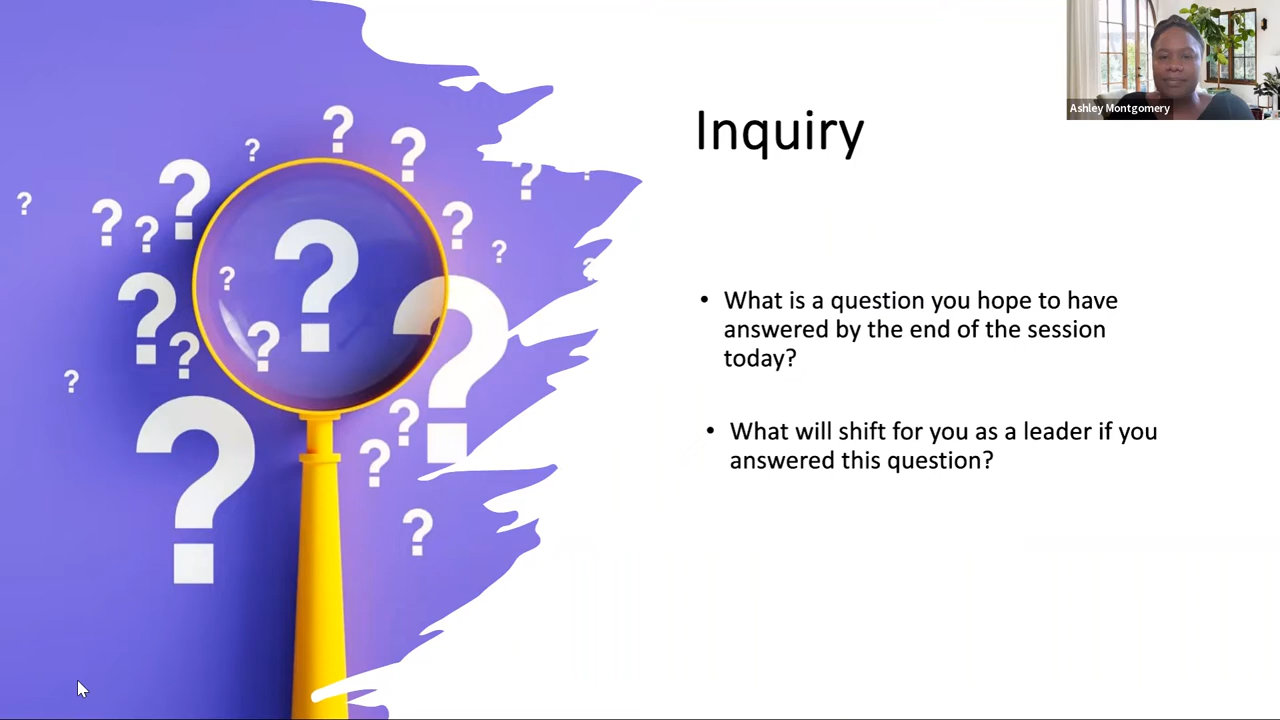 Inquiry
Ashley Montgomery
• What is a question you hope to have
answered by the end of the session
today?
• What will shift for you as a leader if you
answered this question?